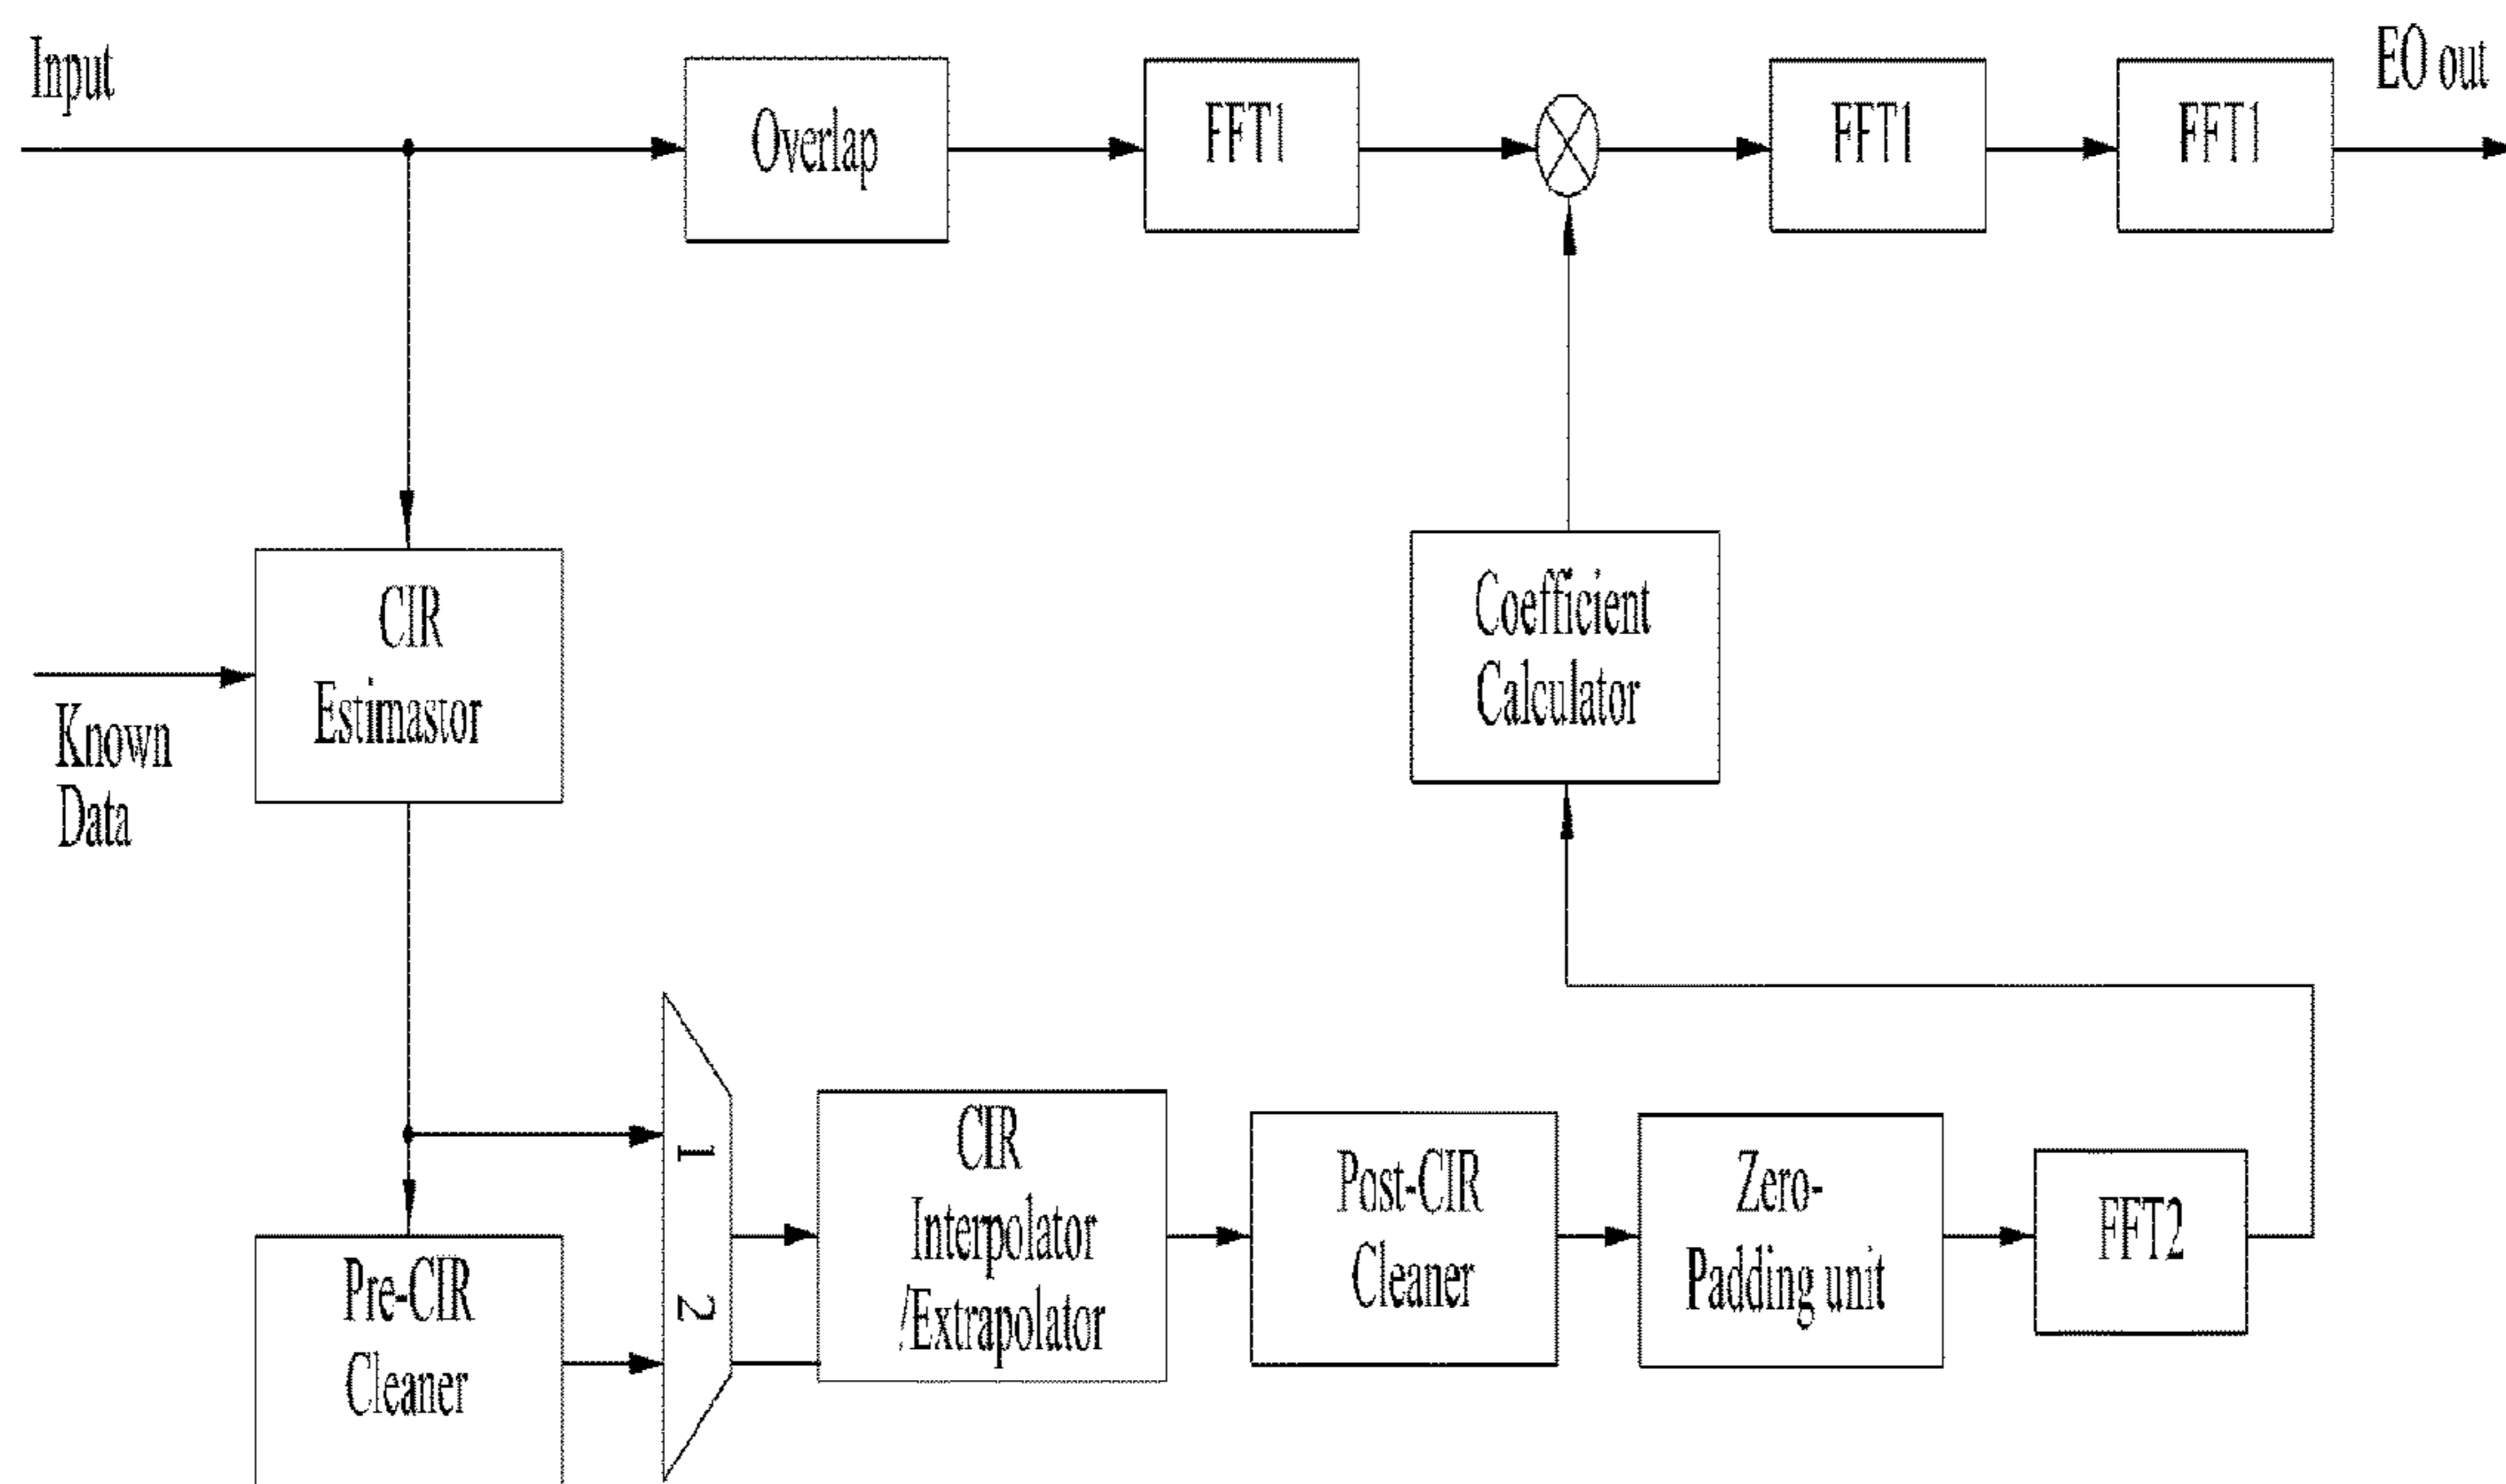 Input
Overlap
FFT1
FFT1
FFT1
EO out
CIR
Estimastor
Known
Data
Coefficient
Calculator
1
2
Pre-CIR
Cleaner
CIR
Interpolator
/Extrapolator
Post-CIR
Cleaner
Zero-
Padding unit
FFT2